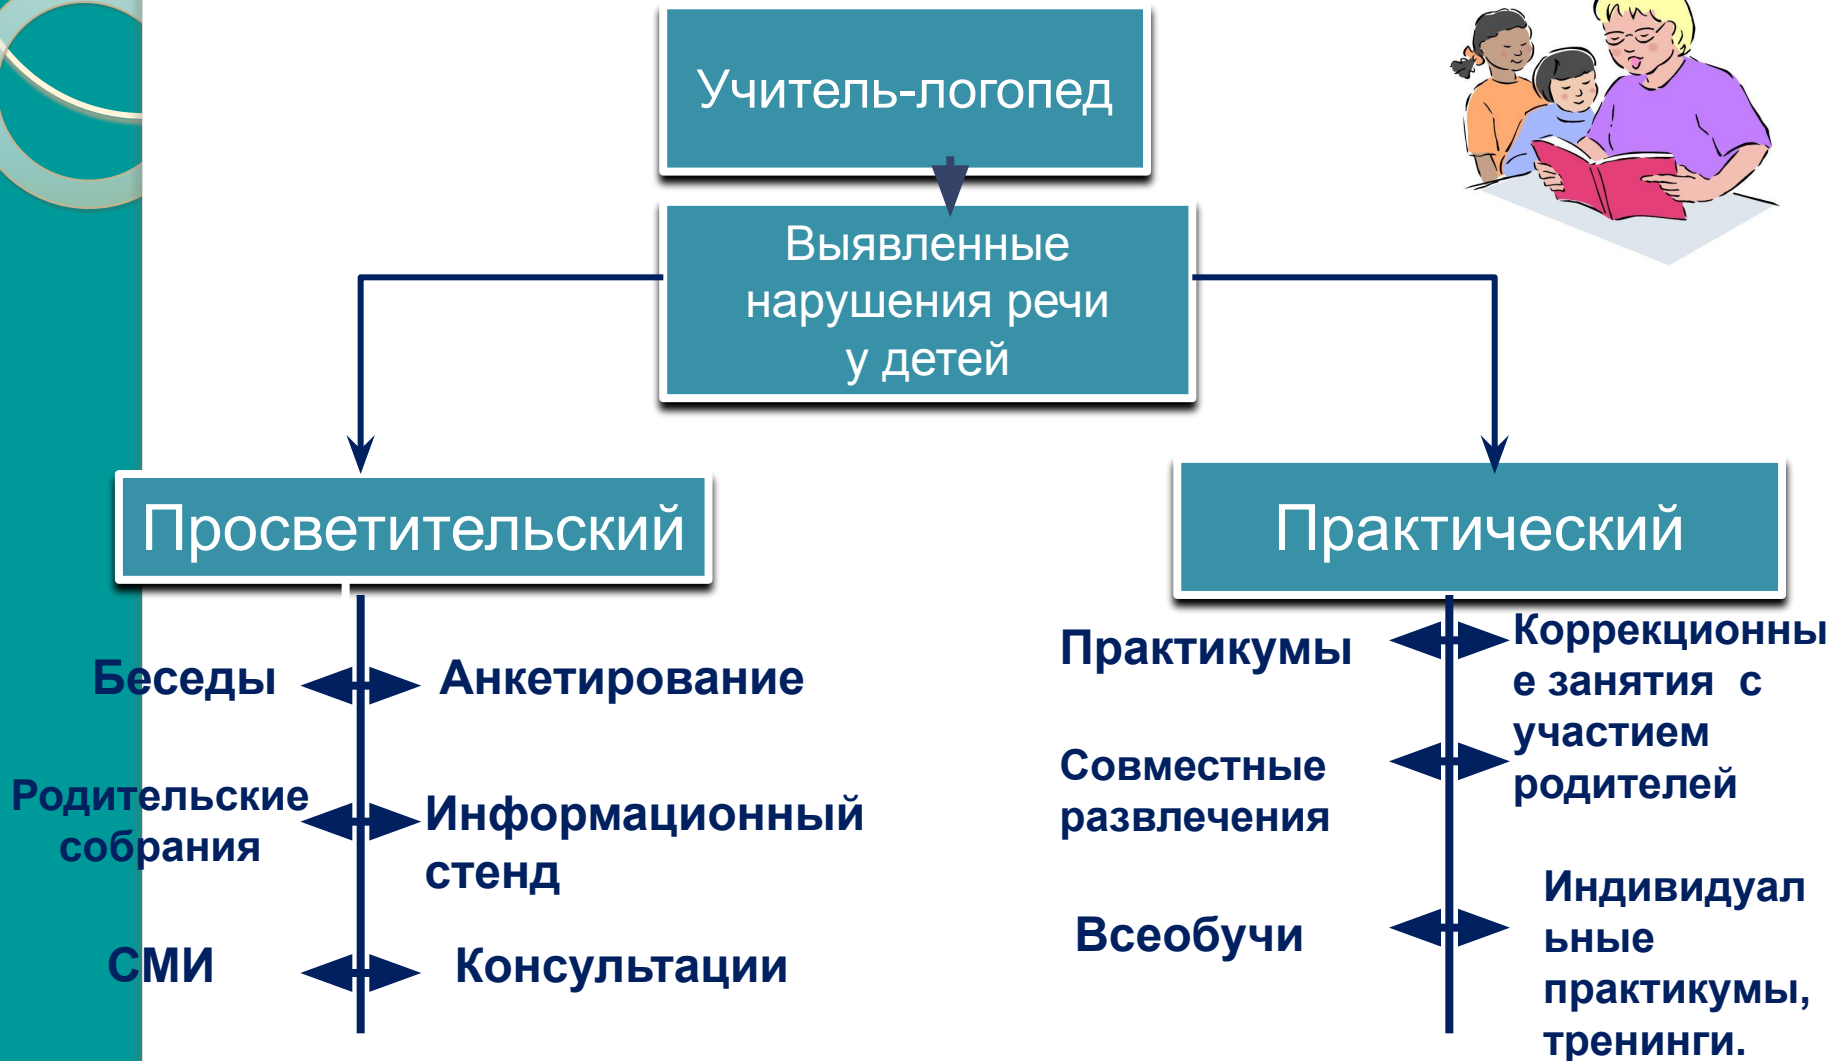 Учитель-логопед
Выявленные
нарушения речи
у детей
Просветительский
Беседы
Анкетирование
Родительские
собрания
Информационный
стенд
СМИ
Консультации
Практический
Практикумы
Коррекционны
е занятия с
участием
родителей
Совместные
развлечения
Всеобучи
Индивидуал
ьные
практикумы,
тренинги.